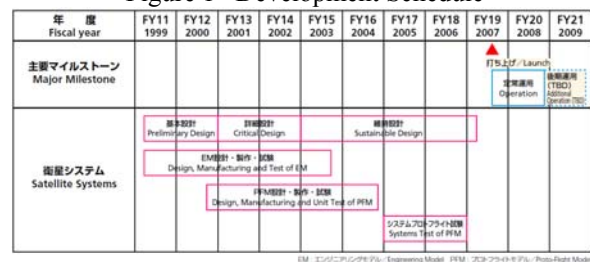 Figure 1 Development Schedule
年 度
Fiscal year
FY11
1999
FY12
2000
FY13
2001
FY14
2002
FY15
2003
FY16
2004
FY17
2005
FY18
2006
FY19
2007
FY20
2008
FY21
2009
主要マイルストーン
Major Milestone
打ち上げ/Launch
定常運用
Operation
後期運用
(TBD)
Additional
Operation (TBD)
衛星システム
Satellite Systems
基本設計
Preliminary Design
詳細設計
Critical Design
維持設計
Sustainable Design
EM設計・製作・試験
Design, Manufacturing and Test of EM
PFM設計・製作・試験
Design, Manufacturing and Unit Test of PFM
システムプロトフライト試験
Systems Test of PFM
EM:エンジニアリングモデル/Engineering Model PFM:プロトフライトモデル/Proto-Flight Model